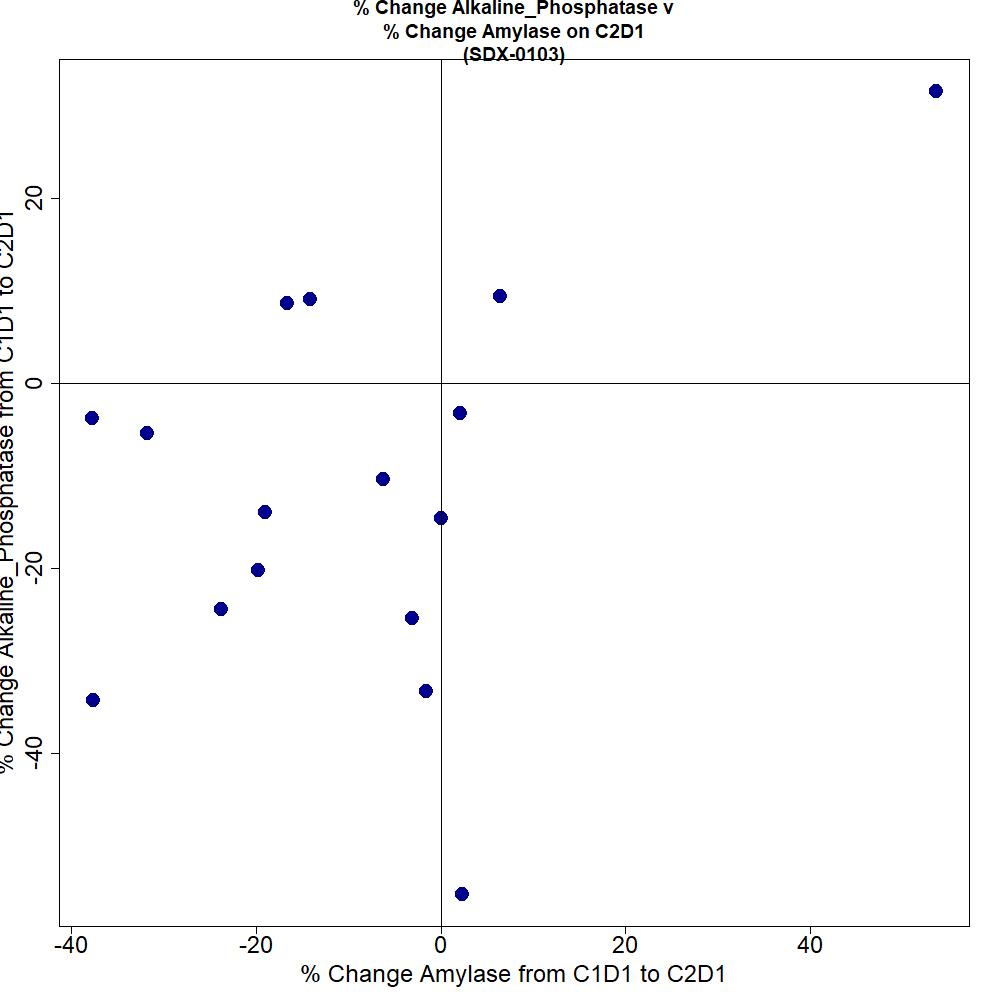 % Change Alkaline_Phosphatase v
% Change Amylase on C2D1
(SDX-0103)
% Change Alkaline_Phosphatase from C1D1 to C2D1
20
0
-20
-40
-40 -20 0 20 40
% Change Amylase from C1D1 to C2D1